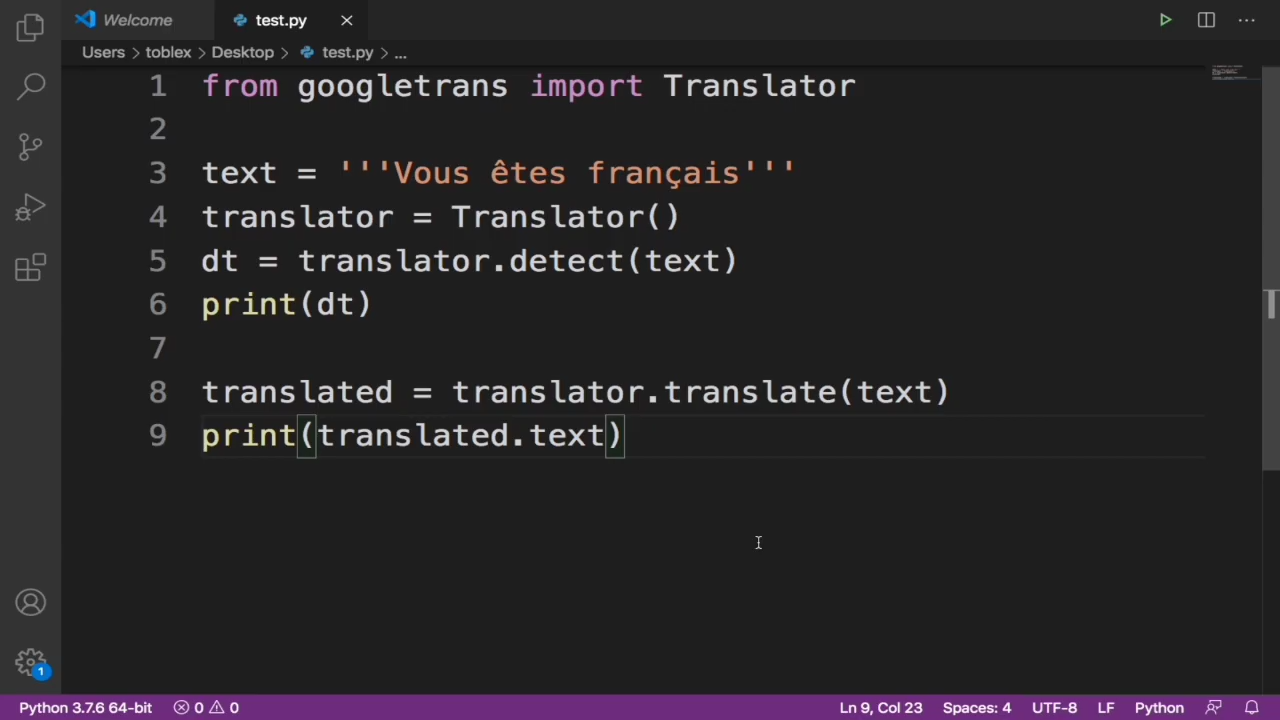 Welcome
test.py
Users > toblex > Desktop > test.py > ...
1 from googletrans import Translator
2
3 text = '''Vous êtes français'''
4 translator = Translator()
5 dt = translator.detect(text)
6 print(dt)
7
8 translated = translator.translate(text)
9 print(translated.text)
1
Python 3.7.6 64-bit 0 0 Ln 9, Col 23 Spaces: 4 UTF-8 LF Python